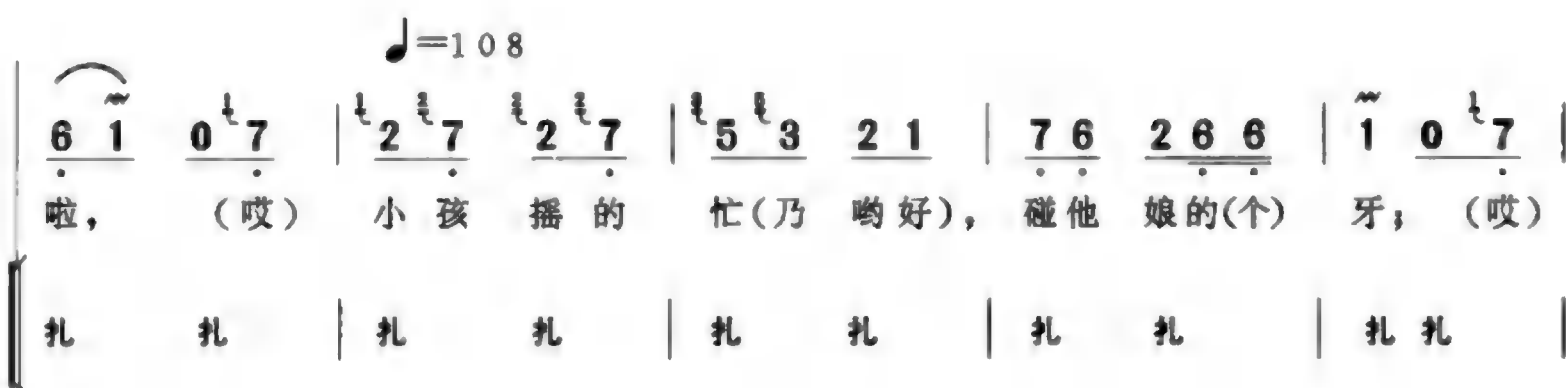 ♩=108
6 1 0 7 | 2 7 2 7 | 5 3 2 1 | 7 6 2 6 6 | 1 0 7 |
啦, (哎) 小孩 摇的 忙(乃 哟好), 碰他 娘的(个) 牙; (哎)
扎 扎 | 扎 扎 | 扎 扎 | 扎 扎 | 扎 扎